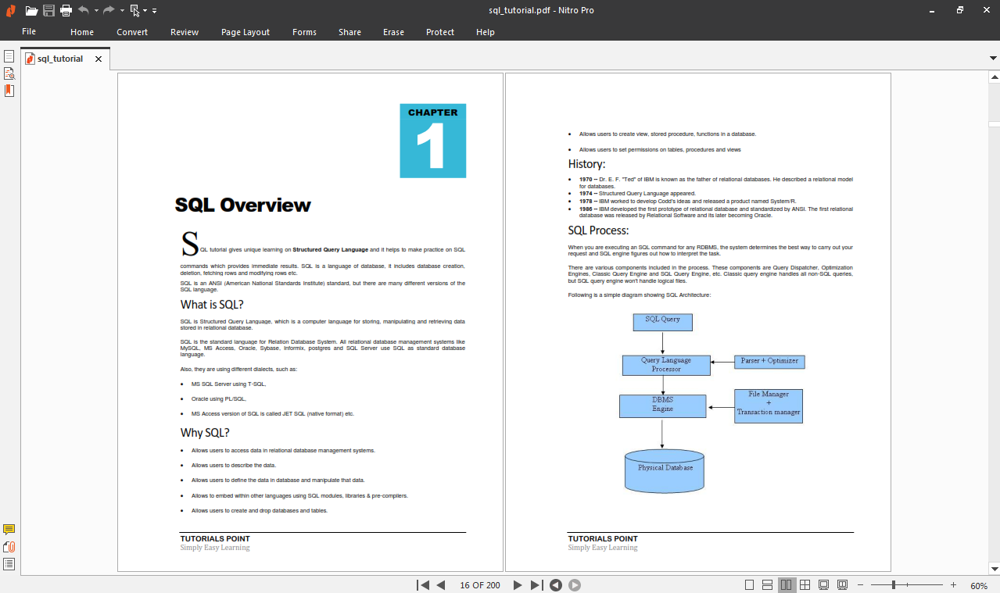 sql_tutorial.pdf - Nitro Pro
File Home Convert Review Page Layout Forms Share Erase Protect Help
sql_tutorial
CHAPTER
1
SQL Overview
SQL tutorial gives unique learning on Structured Query Language and it helps to make practice on SQL
commands which provides immediate results. SQL is a language of database, it includes database creation,
deletion, fetching rows and modifying rows etc.
SQL is an ANSI (American National Standards Institute) standard, but there are many different versions of the
SQL language.
What is SQL?
SQL is Structured Query Language, which is a computer language for storing, manipulating and retrieving data
stored in relational database.
SQL is the standard language for Relation Database System. All relational database management systems like
MySQL, MS Access, Oracle, Sybase, Informix, postgres and SQL Server use SQL as standard database
language.
Also, they are using different dialects, such as:
• MS SQL Server using T-SQL,
• Oracle using PL/SQL,
• MS Access version of SQL is called JET SQL (native format) etc.
Why SQL?
• Allows users to access data in relational database management systems.
• Allows users to describe the data.
• Allows users to define the data in database and manipulate that data.
• Allows to embed within other languages using SQL modules, libraries & pre-compilers.
• Allows users to create and drop databases and tables.
TUTORIALS POINT
Simply Easy Learning
• Allows users to create view, stored procedure, functions in a database.
• Allows users to set permissions on tables, procedures and views
History:
• 1970 -- Dr. E. F. "Ted" of IBM is known as the father of relational databases. He described a relational model
for databases.
• 1974 -- Structured Query Language appeared.
• 1978 -- IBM worked to develop Codd's ideas and released a product named System/R.
• 1986 -- IBM developed the first prototype of relational database and standardized by ANSI. The first relational
database was released by Relational Software and its later becoming Oracle.
SQL Process:
When you are executing an SQL command for any RDBMS, the system determines the best way to carry out your
request and SQL engine figures out how to interpret the task.
There are various components included in the process. These components are Query Dispatcher, Optimization
Engines, Classic Query Engine and SQL Query Engine, etc. Classic query engine handles all non-SQL queries,
but SQL query engine won't handle logical files.
Following is a simple diagram showing SQL Architecture:
SQL Query
Query Language
Processor
Parser + Optimizer
DBMS
Engine
File Manager
+
Transaction manager
Physical Database
TUTORIALS POINT
Simply Easy Learning
16 OF 200
60%